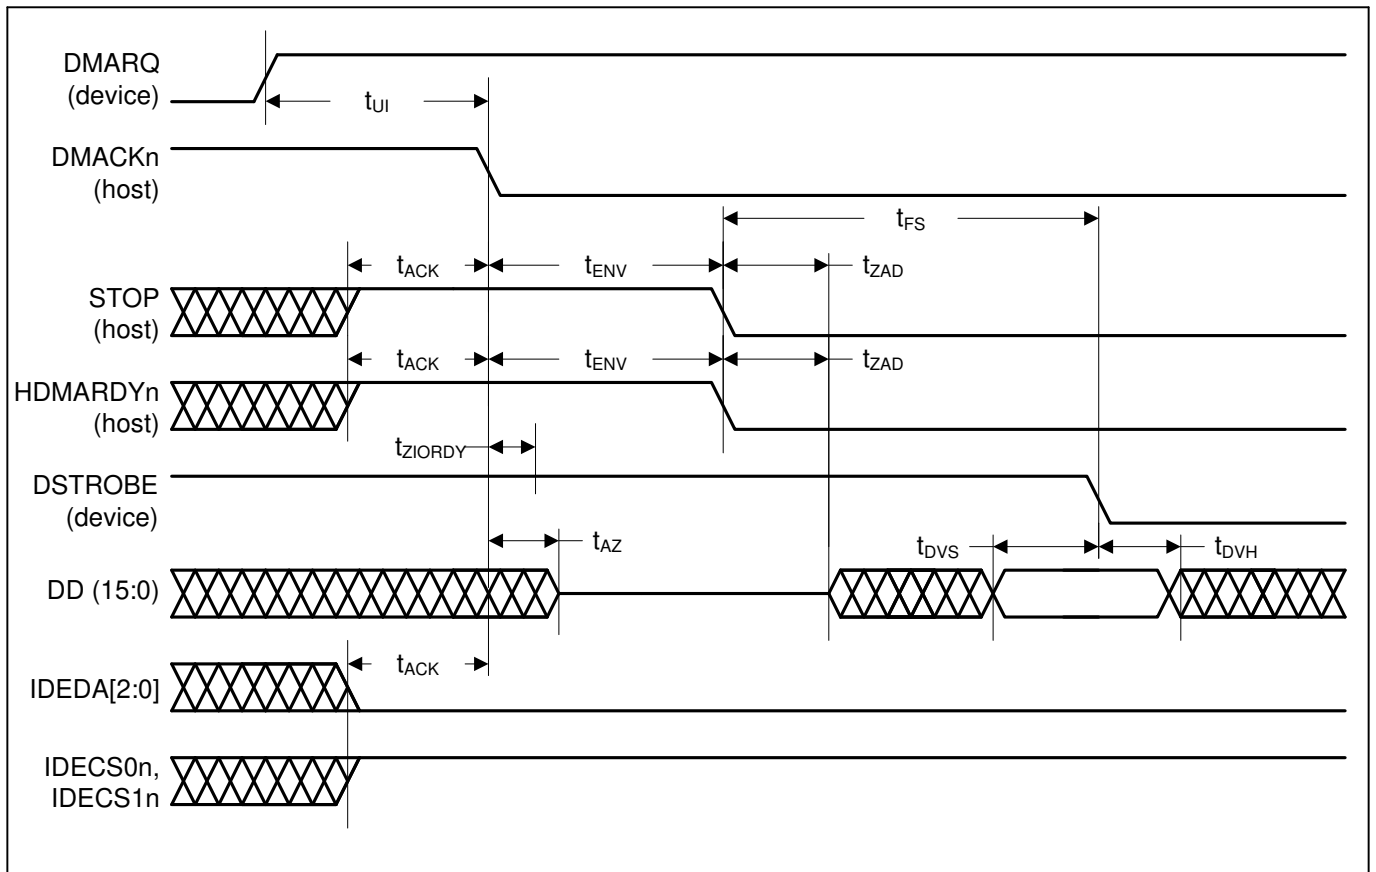 DMARQ
(device)
tUI
DMACKn
(host)
tFS
tACK tENV tZAD
STOP
(host)
tACK tENV tZAD
HDMARDYn
(host)
tZIORDY
DSTROBE
(device)
tAZ tDVS tDVH
DD (15:0)
tACK
IDEDA[2:0]
IDECS0n,
IDECS1n